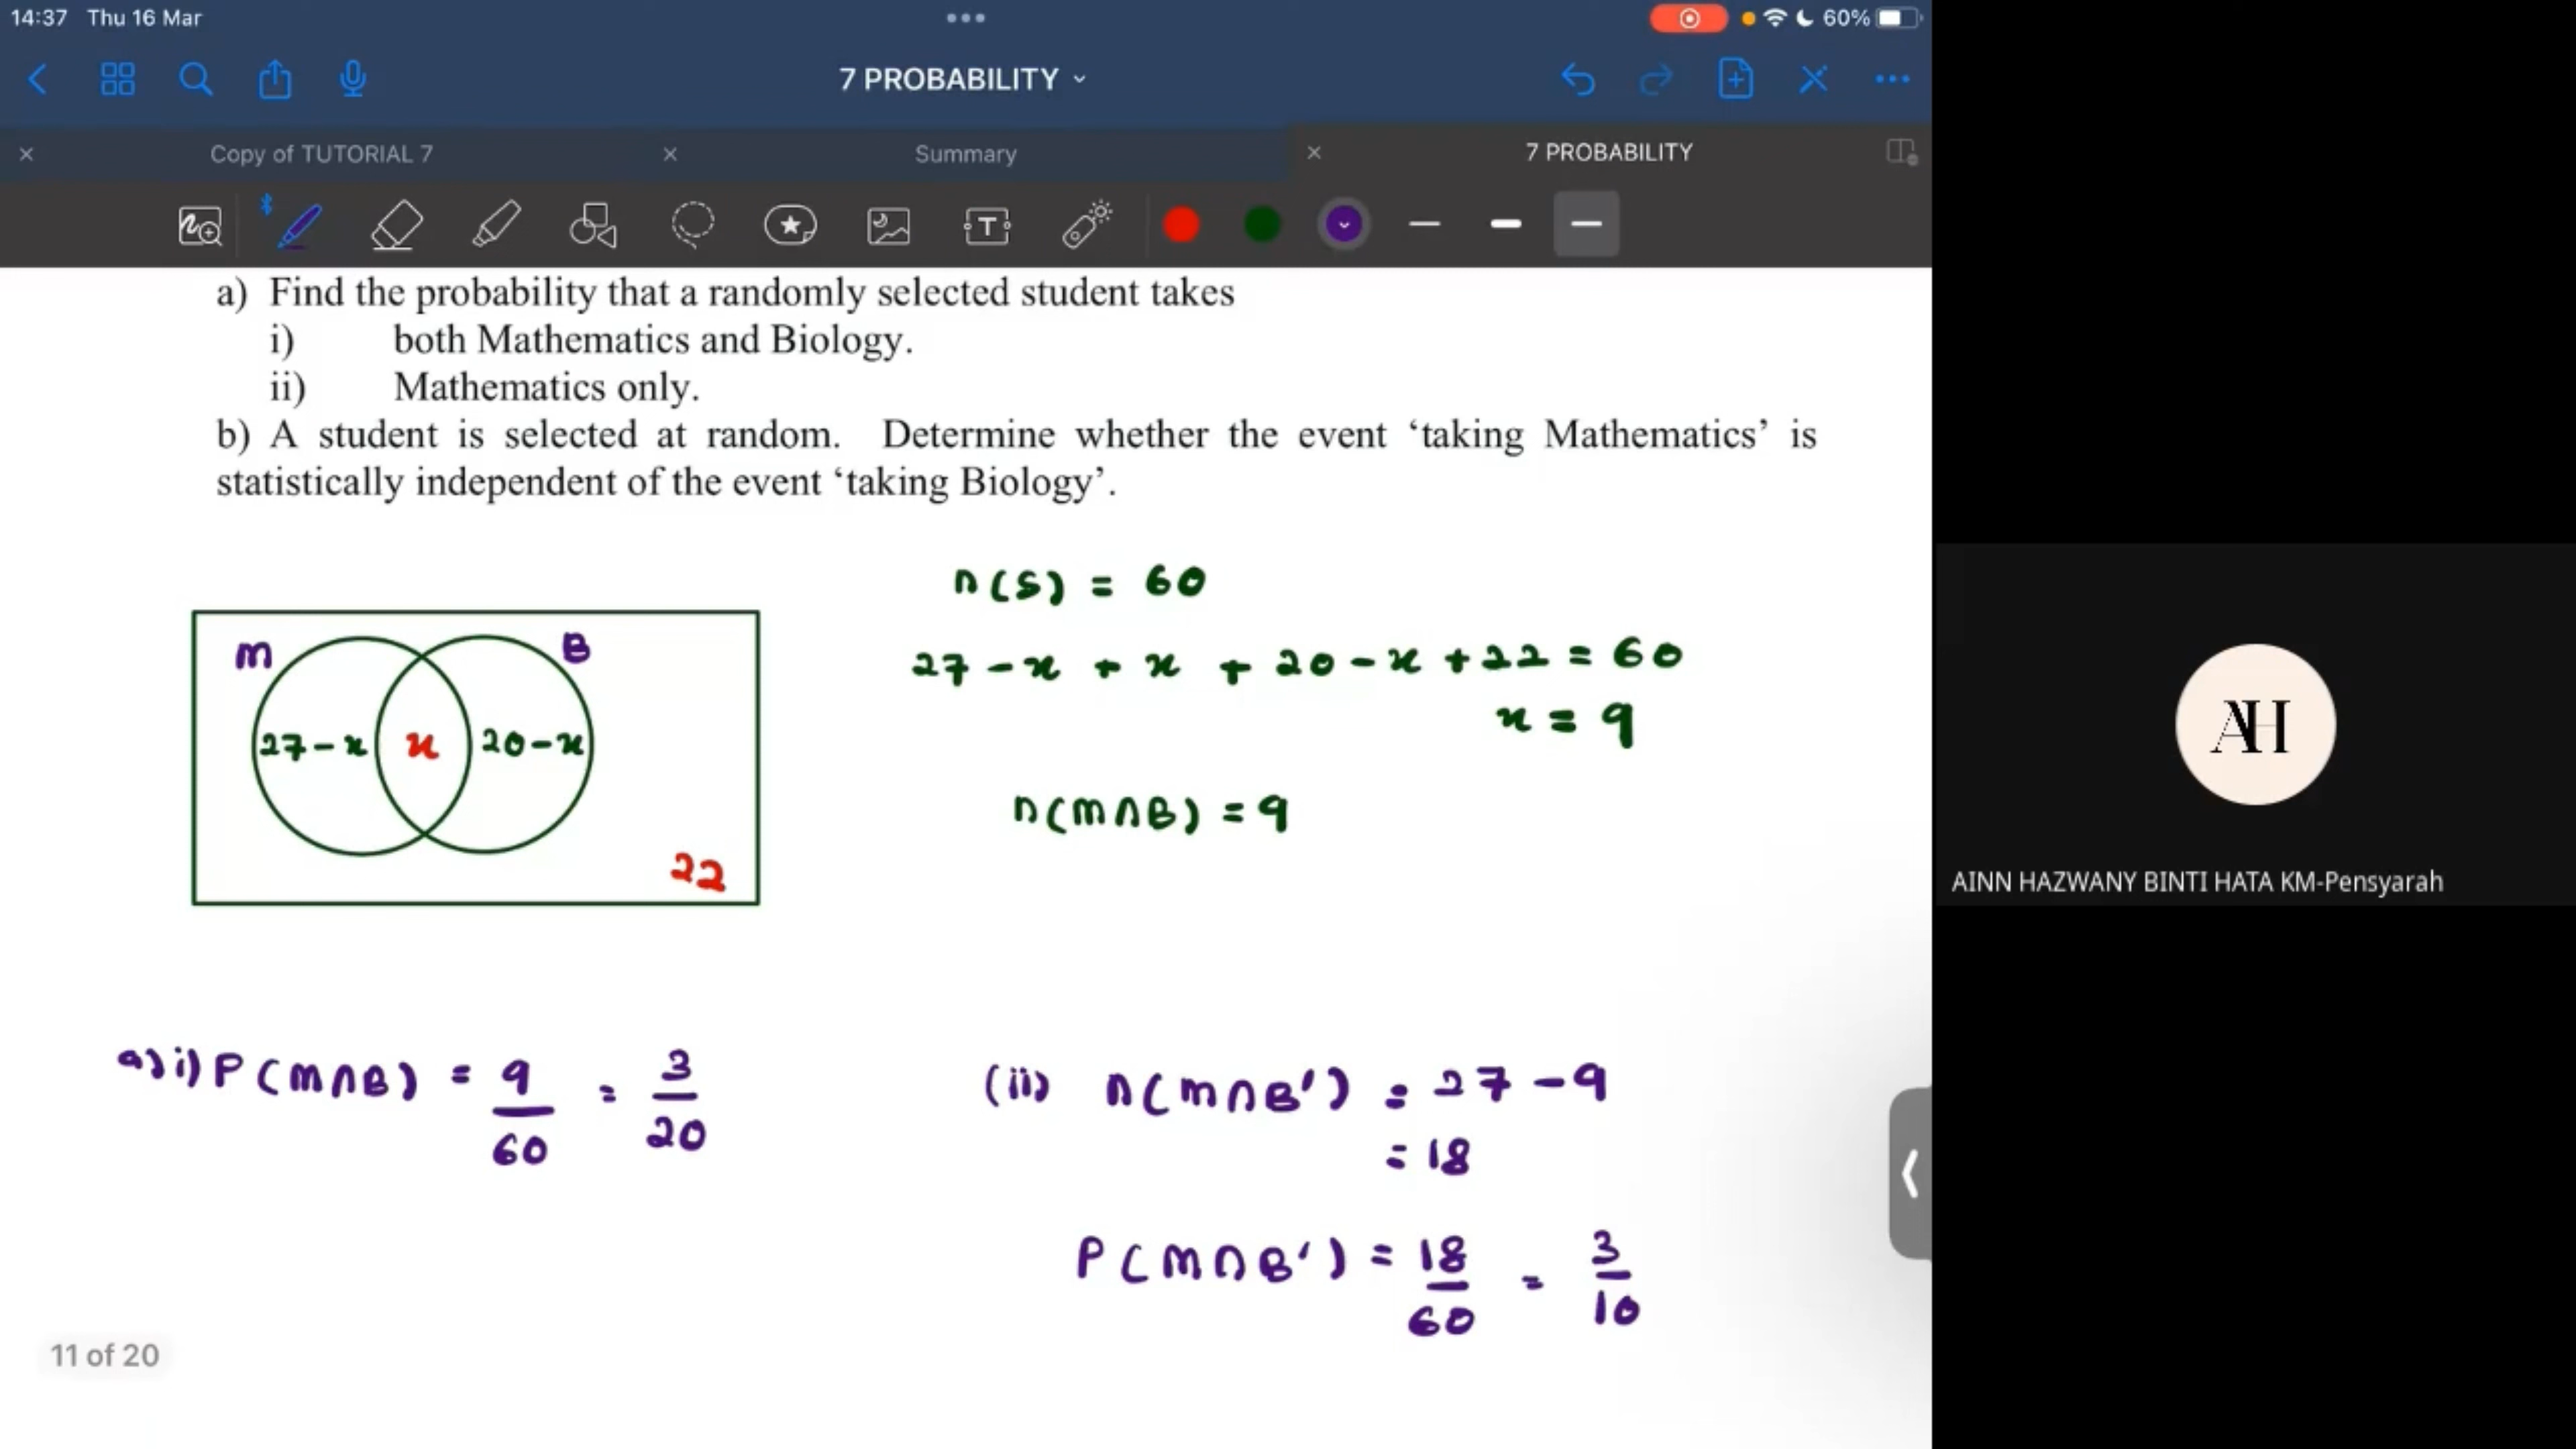 14:37 Thu 16 Mar
60%
7 PROBABILITY
Copy of TUTORIAL 7
Summary
7 PROBABILITY
a) Find the probability that a randomly selected student takes
i) both Mathematics and Biology.
ii) Mathematics only.
b) A student is selected at random. Determine whether the event ‘taking Mathematics’ is
statistically independent of the event ‘taking Biology’.
n(S) = 60
M B
27-x x 20-x
22
27 - x + x + 20 - x + 22 = 60
x = 9
n(M∩B) = 9
AH
AINN HAZWANY BINTI HATA KM-Pensyarah
a)i) P(M∩B) = 9/60 = 3/20
(ii) n(M∩B') = 27 - 9
= 18
P(M∩B') = 18/60 = 3/10
11 of 20